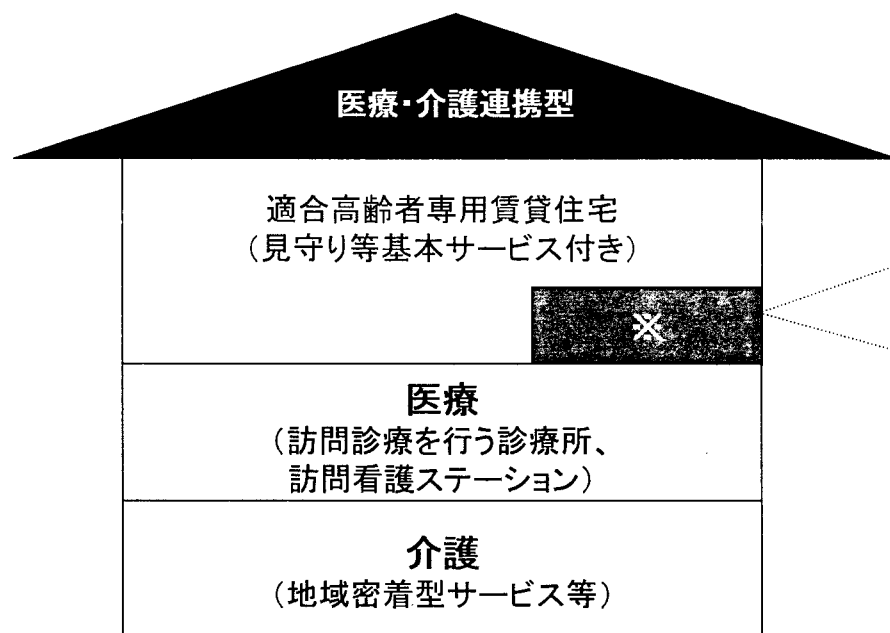 医療・介護連携型
適合高齢者専用賃貸住宅
（見守り等基本サービス付き）
※
医療
（訪問診療を行う診療所、
訪問看護ステーション）
介護
（地域密着型サービス等）